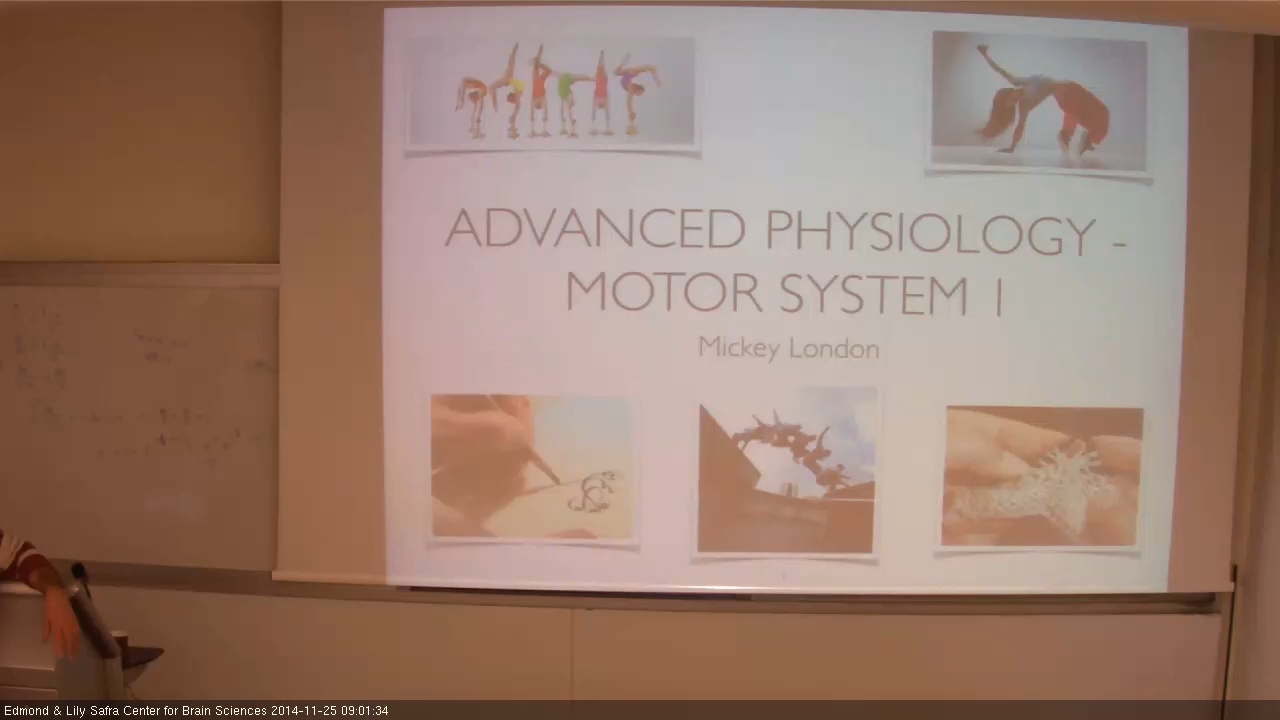 ADVANCED PHYSIOLOGY -
MOTOR SYSTEM 1
Mickey London
Edmond & Lily Safra Center for Brain Sciences 2014-11-25 09:01:34